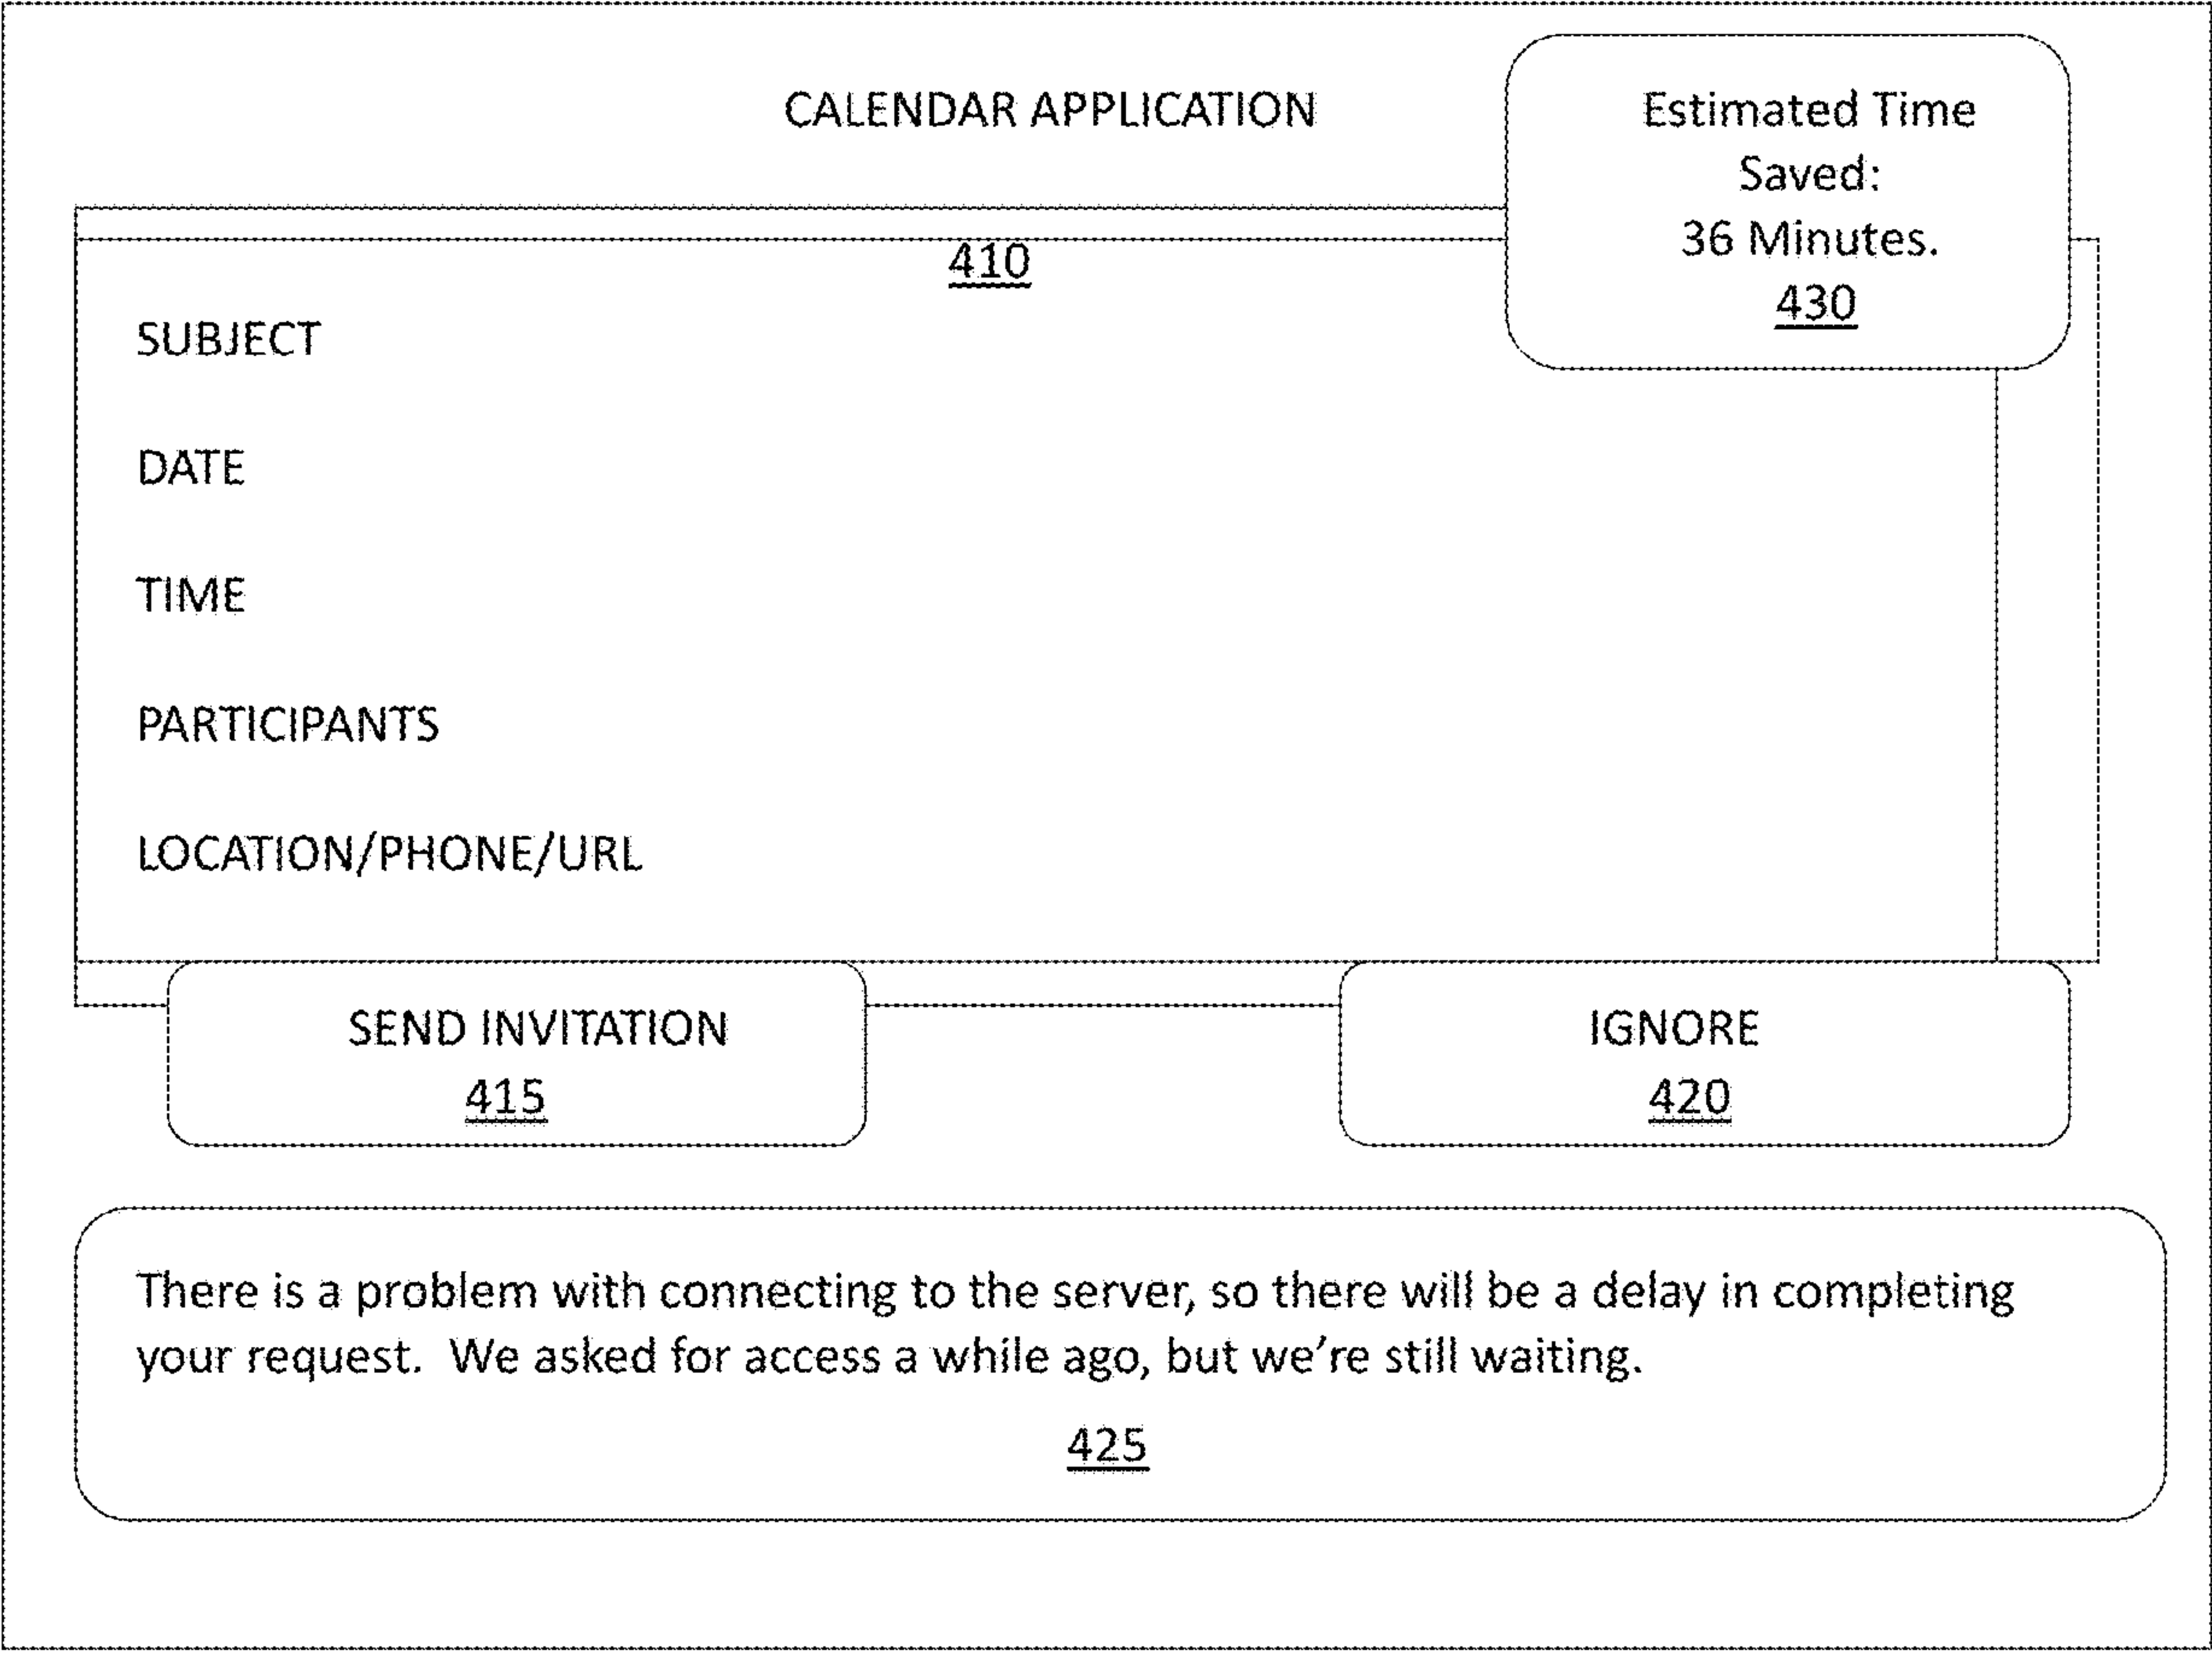 CALENDAR APPLICATION
Estimated Time
Saved:
36 Minutes.
430
410
SUBJECT
DATE
TIME
PARTICIPANTS
LOCATION/PHONE/URL
SEND INVITATION
415
IGNORE
420
There is a problem with connecting to the server, so there will be a delay in completing
your request.  We asked for access a while ago, but we're still waiting.
425